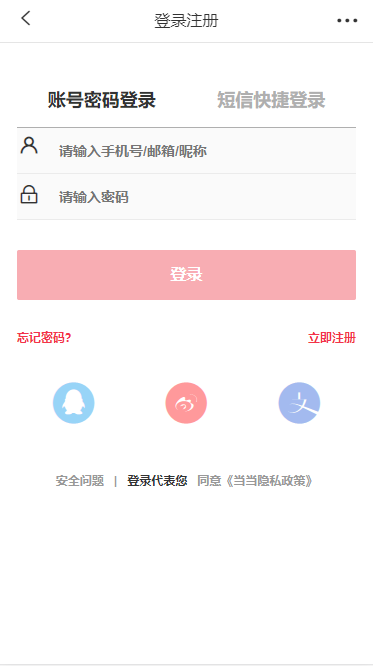 登录注册
账号密码登录 短信快捷登录
请输入手机号/邮箱/昵称
请输入密码
登录
忘记密码? 立即注册
安全问题 | 登录代表您 同意《当当隐私政策》